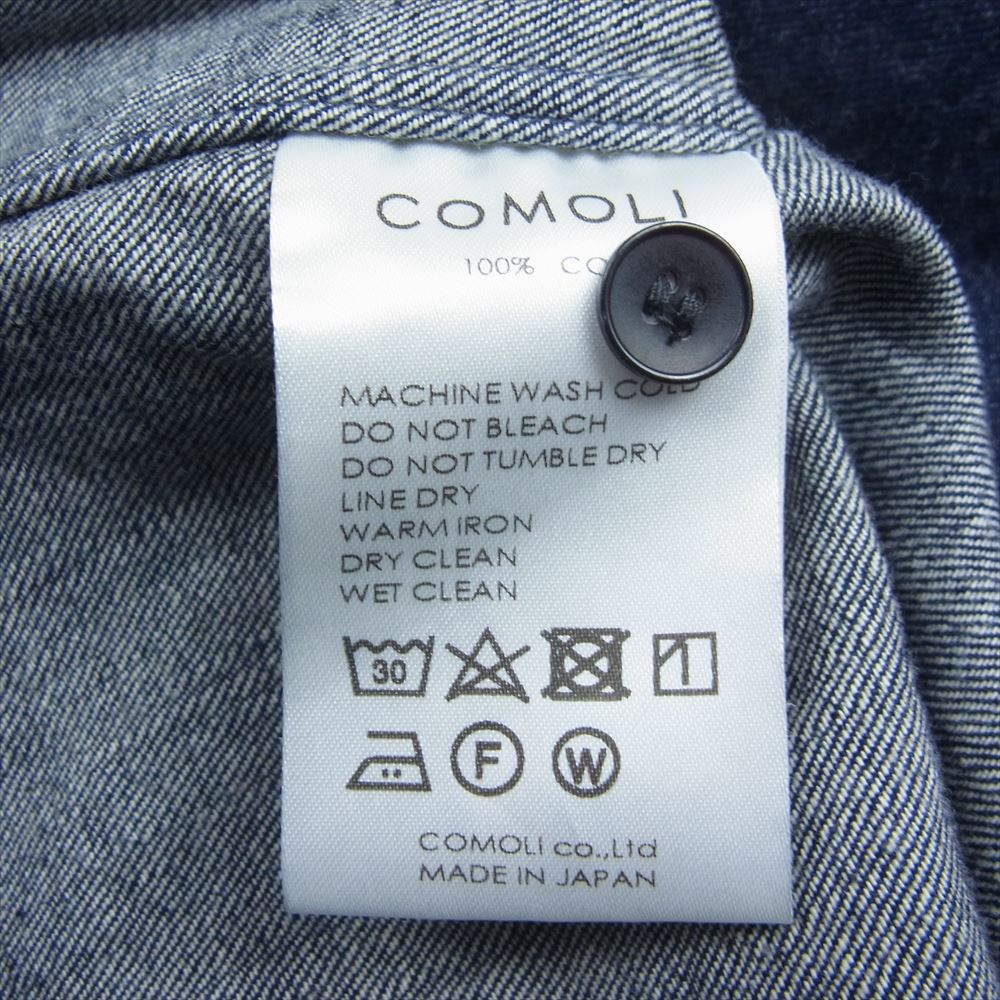 COMOLI
100%
MACHINE WASH COLD
DO NOT BLEACH
DO NOT TUMBLE DRY
LINE DRY
WARM IRON
DRY CLEAN
WET CLEAN
30
F W
COMOLI co.,Ltd
MADE IN JAPAN